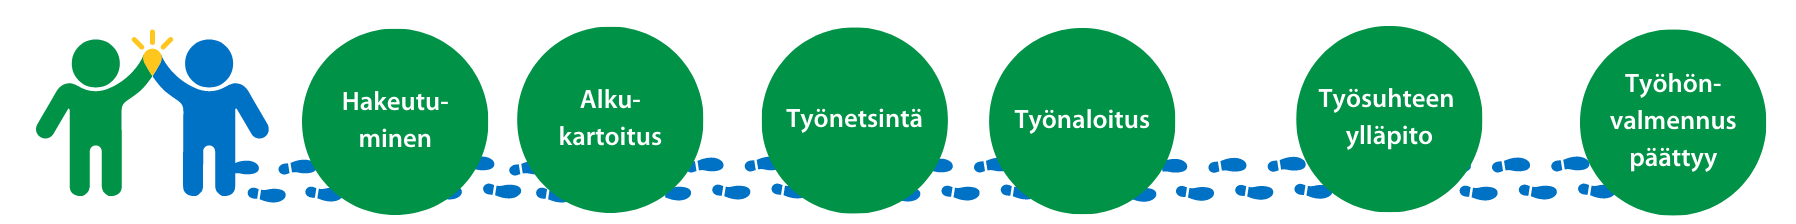 Hakeutu-
minen
Alku-
kartoitus
Työnetsintä
Työnaloitus
Työsuhteen
ylläpito
Työhön-
valmennus
päättyy